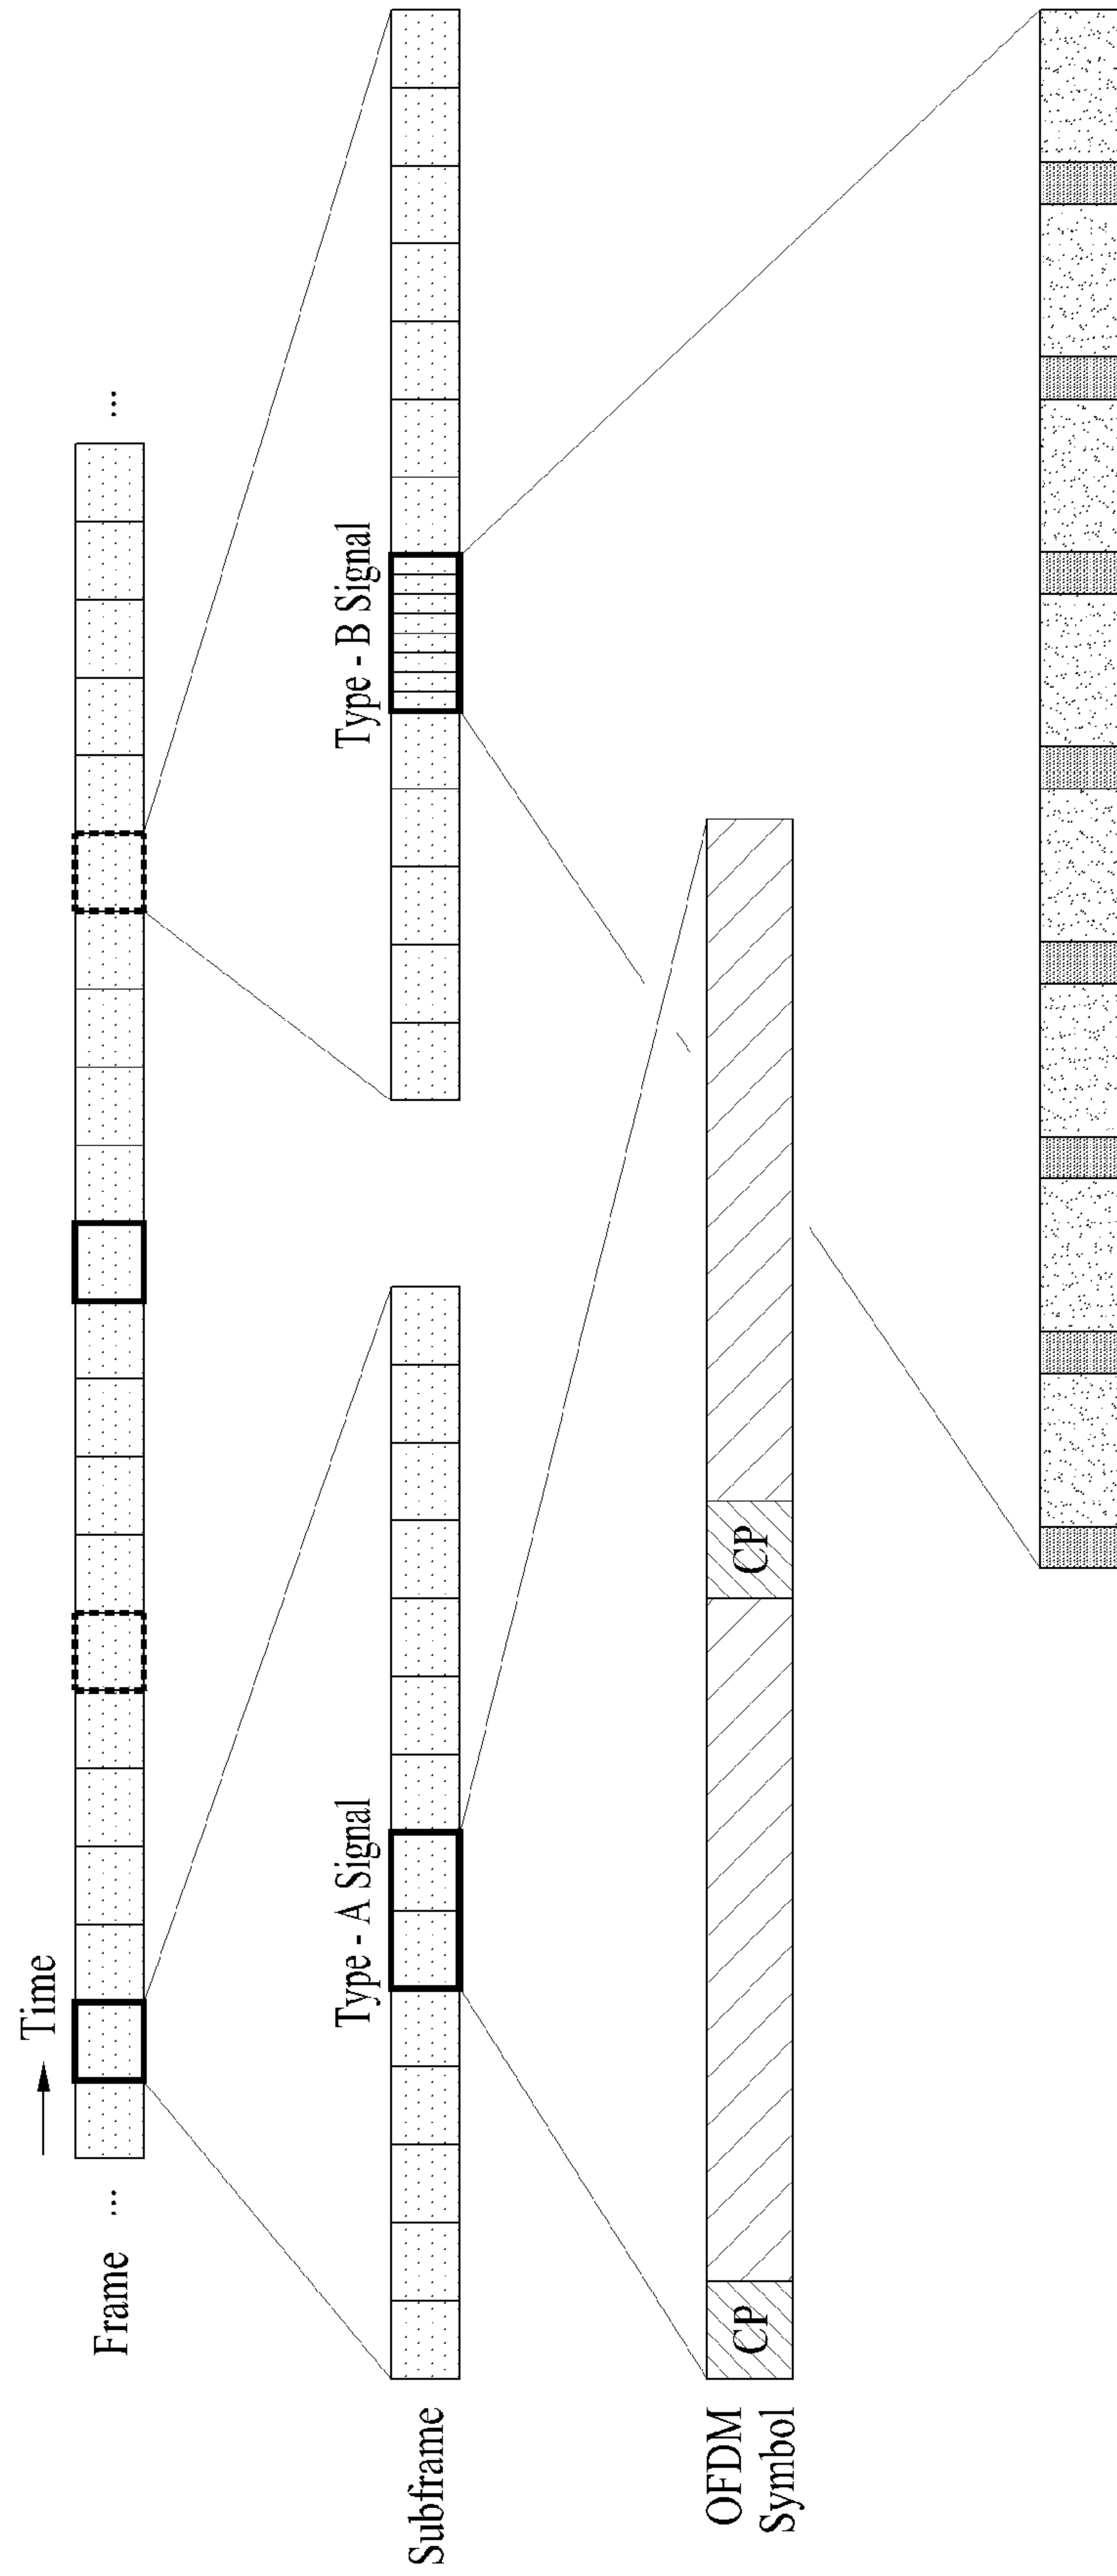 Time
Frame ... ...
Type - A Signal
Type - B Signal
Subframe
OFDM
Symbol
CP
CP